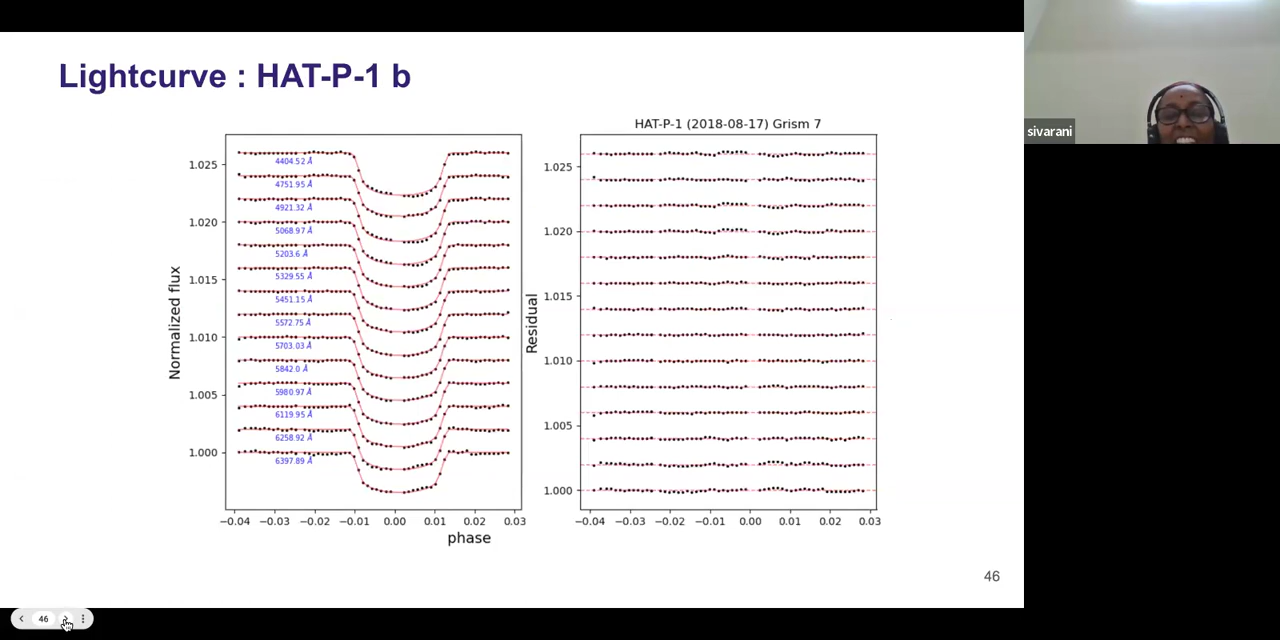 Lightcurve : HAT-P-1 b
sivarani
HAT-P-1 (2018-08-17) Grism 7
Normalized flux
1.025
1.020
1.015
1.010
1.005
1.000
4404.52 Å
4751.95 Å
4921.32 Å
5068.97 Å
5203.6 Å
5329.55 Å
5451.15 Å
5572.75 Å
5703.03 Å
5842.0 Å
5980.97 Å
6119.95 Å
6258.92 Å
6397.89 Å
−0.04 −0.03 −0.02 −0.01 0.00 0.01 0.02 0.03
phase
Residual
1.025
1.020
1.015
1.010
1.005
1.000
−0.04 −0.03 −0.02 −0.01 0.00 0.01 0.02 0.03
46
46